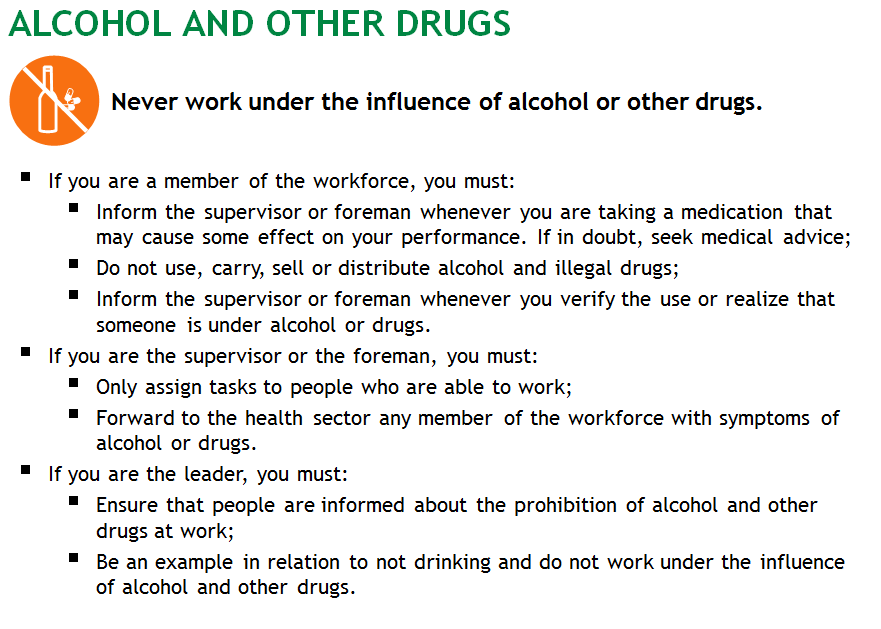 ALCOHOL AND OTHER DRUGS
Never work under the influence of alcohol or other drugs.
▪ If you are a member of the workforce, you must:
▪ Inform the supervisor or foreman whenever you are taking a medication that
may cause some effect on your performance. If in doubt, seek medical advice;
▪ Do not use, carry, sell or distribute alcohol and illegal drugs;
▪ Inform the supervisor or foreman whenever you verify the use or realize that
someone is under alcohol or drugs.
▪ If you are the supervisor or the foreman, you must:
▪ Only assign tasks to people who are able to work;
▪ Forward to the health sector any member of the workforce with symptoms of
alcohol or drugs.
▪ If you are the leader, you must:
▪ Ensure that people are informed about the prohibition of alcohol and other
drugs at work;
▪ Be an example in relation to not drinking and do not work under the influence
of alcohol and other drugs.